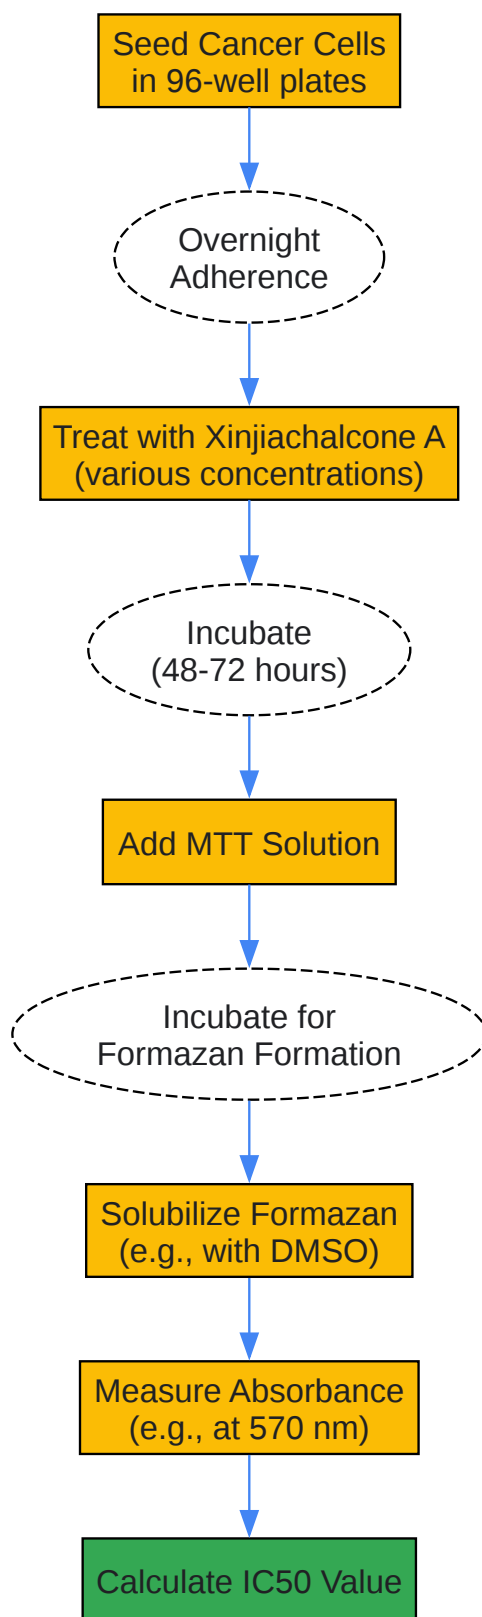 Seed Cancer Cells
in 96-well plates
Overnight
Adherence
Treat with Xinjiachalcone A
(various concentrations)
Incubate
(48-72 hours)
Add MTT Solution
Incubate for
Formazan Formation
Solubilize Formazan
(e.g., with DMSO)
Measure Absorbance
(e.g., at 570 nm)
Calculate IC50 Value